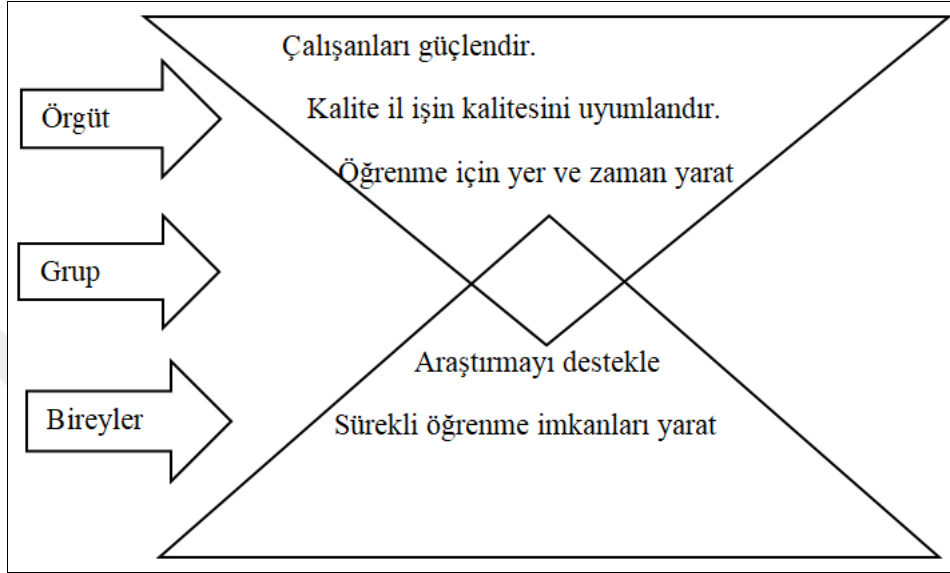 Çalışanları güçlendir.
Örgüt
Kalite il işin kalitesini uyumlandır.
Öğrenme için yer ve zaman yarat
Grup
Araştırmayı destekle
Bireyler
Sürekli öğrenme imkanları yarat